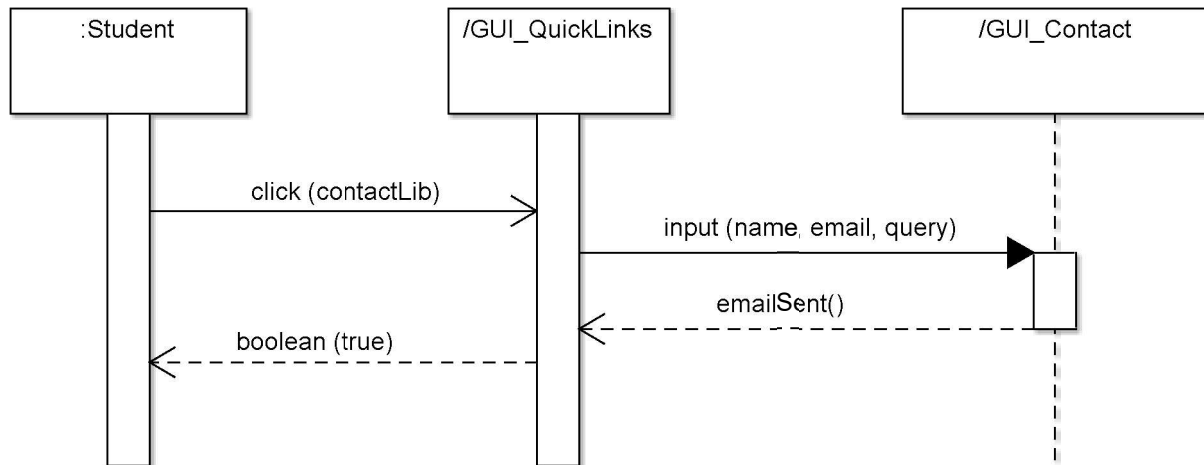 :Student
/GUI_QuickLinks
/GUI_Contact
click (contactLib)
input (name, email, query)
emailSent()
boolean (true)